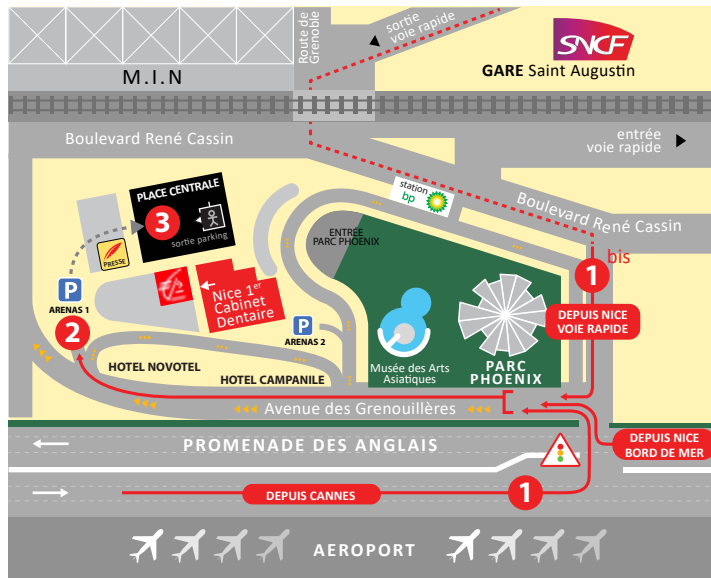 Route de
Grenoble
sortie
voie rapide
SNCF
GARE Saint Augustin
M.I.N
Boulevard René Cassin
entrée
voie rapide
station
bp
Boulevard René Cassin
PLACE CENTRALE
3
sortie parking
PRESSE
ENTRÉE
PARC PHOENIX
1
bis
DEPUIS NICE
VOIE RAPIDE
P
ARENAS 1
2
Nice 1er
Cabinet
Dentaire
P
ARENAS 2
Musée des Arts
Asiatiques
PARC
PHOENIX
HOTEL NOVOTEL
HOTEL CAMPANILE
Avenue des Grenouillères
DEPUIS NICE
BORD DE MER
PROMENADE DES ANGLAIS
DEPUIS CANNES
1
AEROPORT